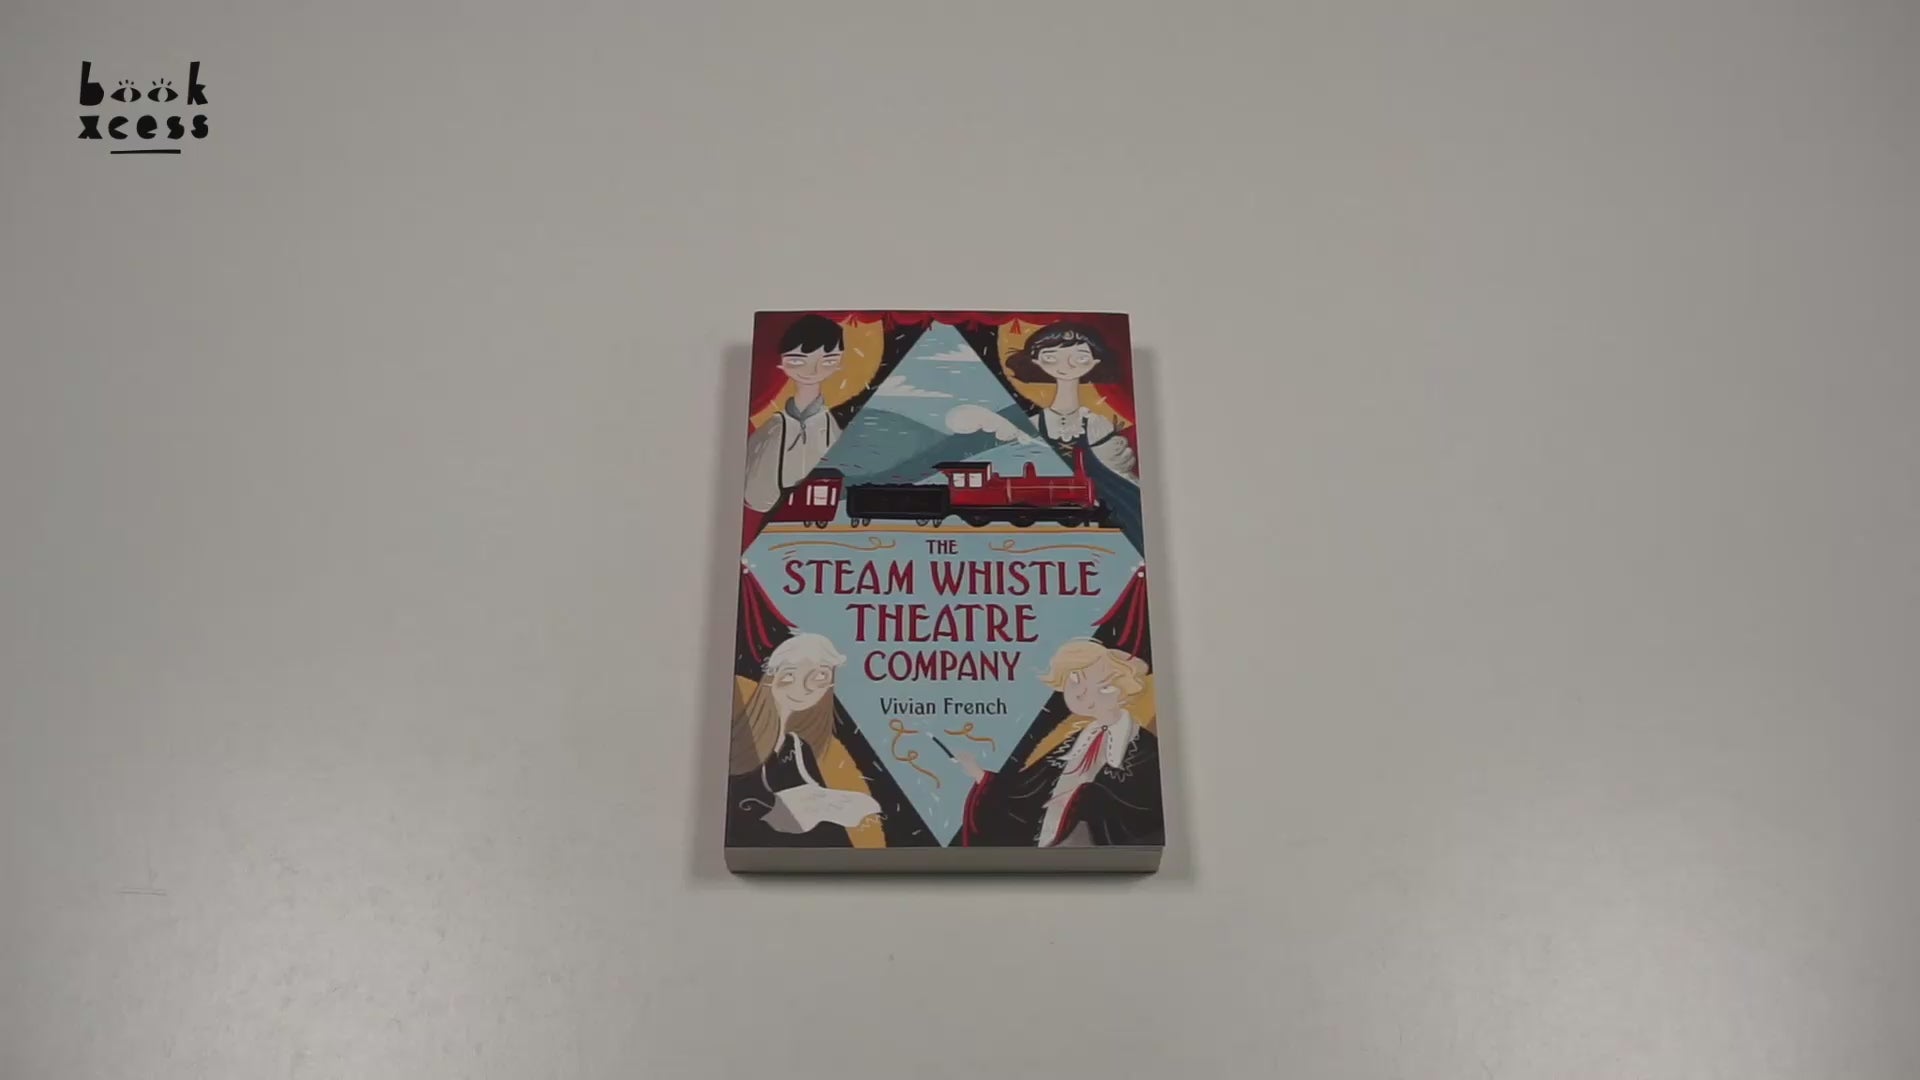 book
xcess
THE
STEAM WHISTLE
THEATRE
COMPANY
Vivian French